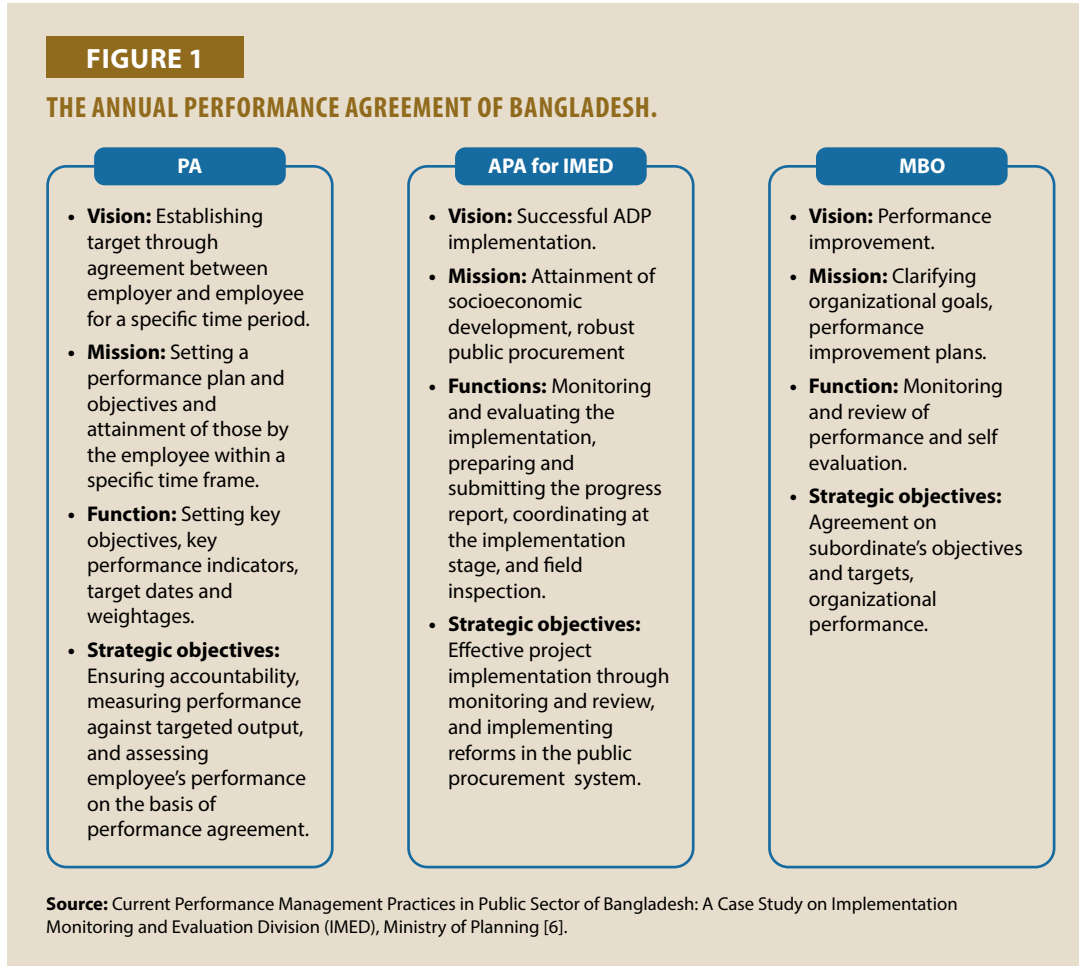 FIGURE 1
THE ANNUAL PERFORMANCE AGREEMENT OF BANGLADESH.
PA
• Vision: Establishing
target through
agreement between
employer and employee
for a specific time period.
• Mission: Setting a
performance plan and
objectives and
attainment of those by
the employee within a
specific time frame.
• Function: Setting key
objectives, key
performance indicators,
target dates and
weightages.
• Strategic objectives:
Ensuring accountability,
measuring performance
against targeted output,
and assessing
employee's performance
on the basis of
performance agreement.
APA for IMED
• Vision: Successful ADP
implementation.
• Mission: Attainment of
socioeconomic
development, robust
public procurement
• Functions: Monitoring
and evaluating the
implementation,
preparing and
submitting the progress
report, coordinating at
the implementation
stage, and field
inspection.
• Strategic objectives:
Effective project
implementation through
monitoring and review,
and implementing
reforms in the public
procurement system.
MBO
• Vision: Performance
improvement.
• Mission: Clarifying
organizational goals,
performance
improvement plans.
• Function: Monitoring
and review of
performance and self
evaluation.
• Strategic objectives:
Agreement on
subordinate's objectives
and targets,
organizational
performance.
Source: Current Performance Management Practices in Public Sector of Bangladesh: A Case Study on Implementation
Monitoring and Evaluation Division (IMED), Ministry of Planning [6].